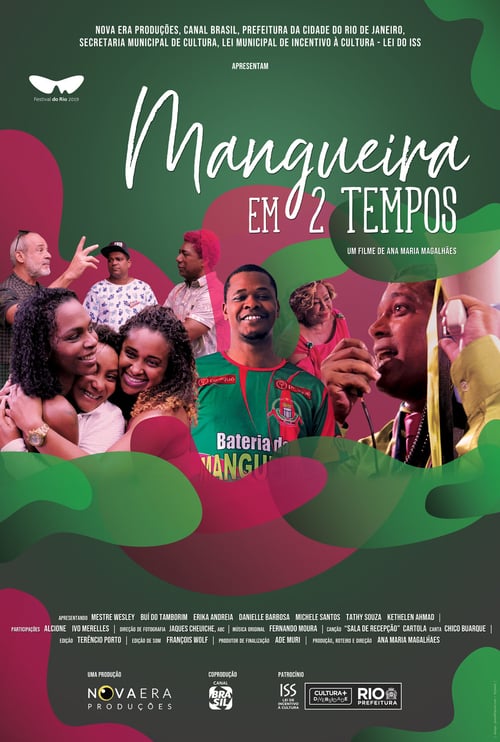 NOVA ERA PRODUÇÕES, CANAL BRASIL, PREFEITURA DA CIDADE DO RIO DE JANEIRO,
SECRETARIA MUNICIPAL DE CULTURA, LEI MUNICIPAL DE INCENTIVO À CULTURA - LEI DO ISS
APRESENTAM
Festival do Rio 2019
Mangueira
EM 2 TEMPOS
UM FILME DE ANA MARIA MAGALHÃES
Bateria da
MANGU
APRESENTANDO MESTRE WESLEY BUÍ DO TAMBORIM ERIKA ANDREIA DANIELLE BARBOSA MICHELE SANTOS TATHY SOUZA KETHELEN AHMAD |
PARTICIPAÇÕES ALCIONE IVO MERELLES | DIREÇÃO DE FOTOGRAFIA JAQUES CHEUICHE, ABC | MÚSICA ORIGINAL FERNANDO MOURA | CANÇÃO "SALA DE RECEPÇÃO" CARTOLA CANTA CHICO BUARQUE |
EDIÇÃO TERÊNCIO PORTO | EDIÇÃO DE SOM FRANÇOIS WOLF | PRODUTOR DE FINALIZAÇÃO ADE MURI | PRODUÇÃO, ROTEIRO E DIREÇÃO ANA MARIA MAGALHÃES
UMA PRODUÇÃO
NOVAERA
PRODUÇÕES
COPRODUÇÃO
CANAL
BRASIL
PATROCÍNIO
ISS
LEI DE INCENTIVO
À CULTURA
CULTURA+
DIVERSIDADE
RIO
PREFEITURA